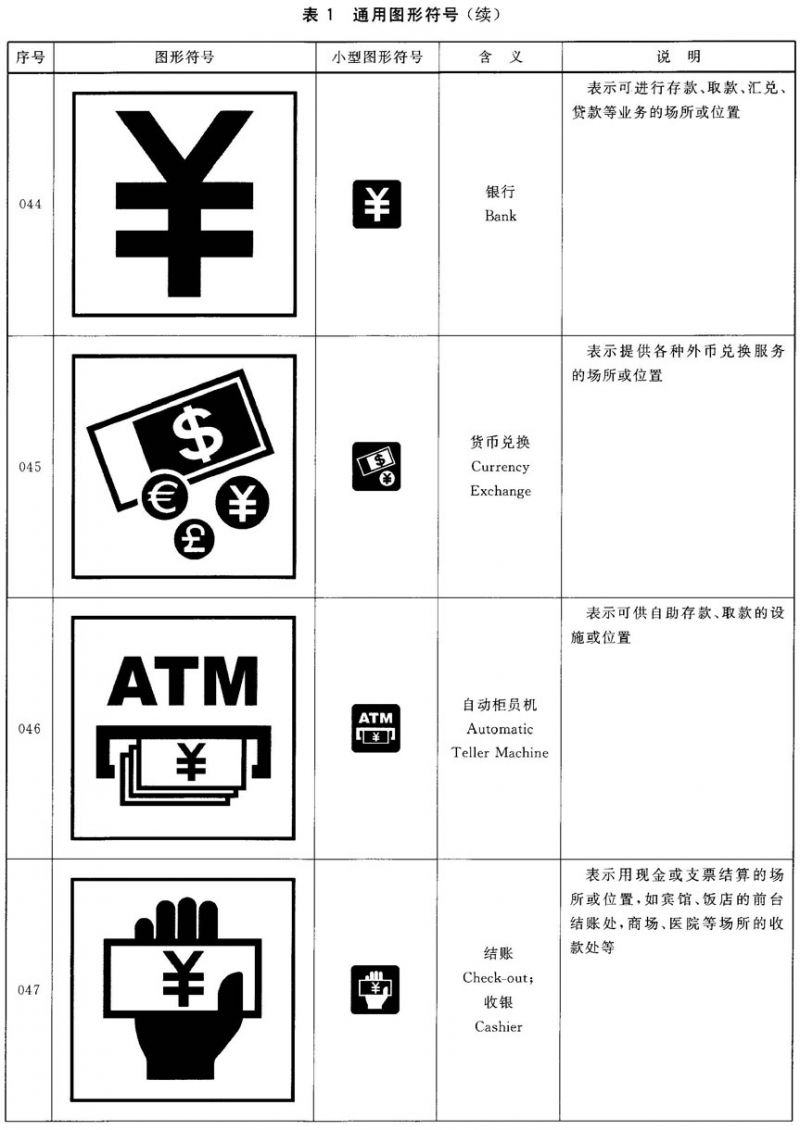 表 1 通用图形符号(续)
序号 图形符号 小型图形符号 含 义 说 明
044
¥
¥
银行
Bank
表示可进行存款、取款、汇兑、
贷款等业务的场所或位置
045
$
€
¥
£
$
¥
货币兑换
Currency
Exchange
表示提供各种外币兑换服务
的场所或位置
046
ATM
¥
ATM
¥
自动柜员机
Automatic
Teller Machine
表示可供自助存款、取款的设
施或位置
047
¥
¥
结账
Check-out;
收银
Cashier
表示用现金或支票结算的场
所或位置,如宾馆、饭店的前台
结账处,商场、医院等场所的收
款处等